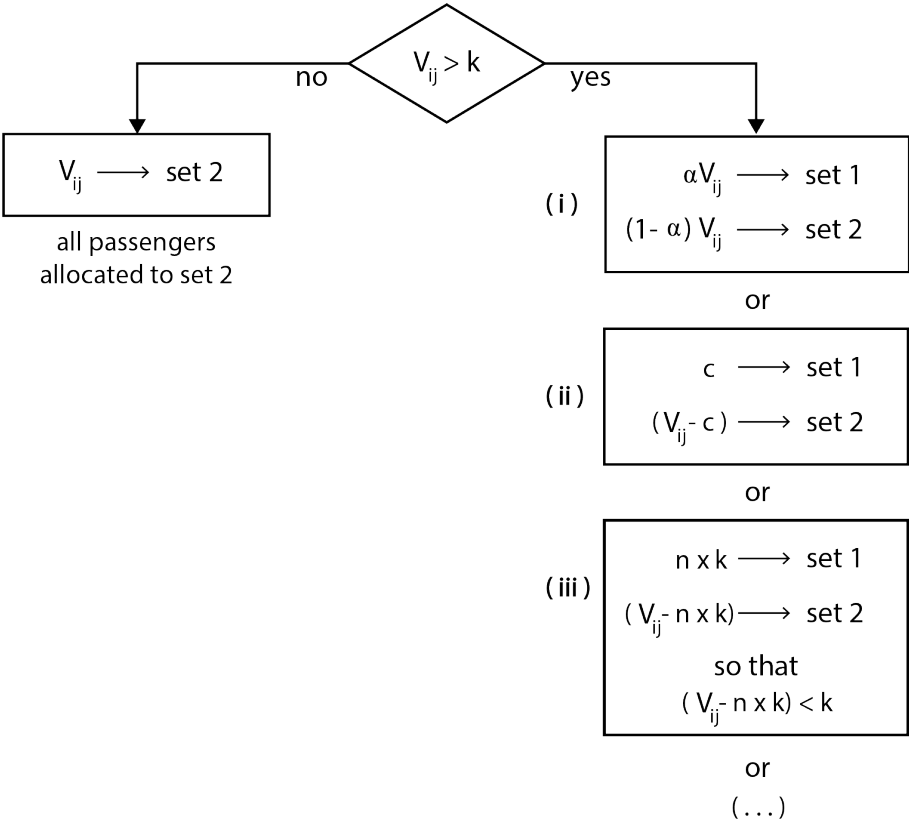 V_ij > k
no
yes
V_ij ⟶ set 2
all passengers
allocated to set 2
(i)
αV_ij ⟶ set 1
(1- α) V_ij ⟶ set 2
or
(ii)
c ⟶ set 1
(V_ij - c) ⟶ set 2
or
(iii)
n x k ⟶ set 1
(V_ij - n x k) ⟶ set 2
so that
(V_ij - n x k) < k
or
(...)